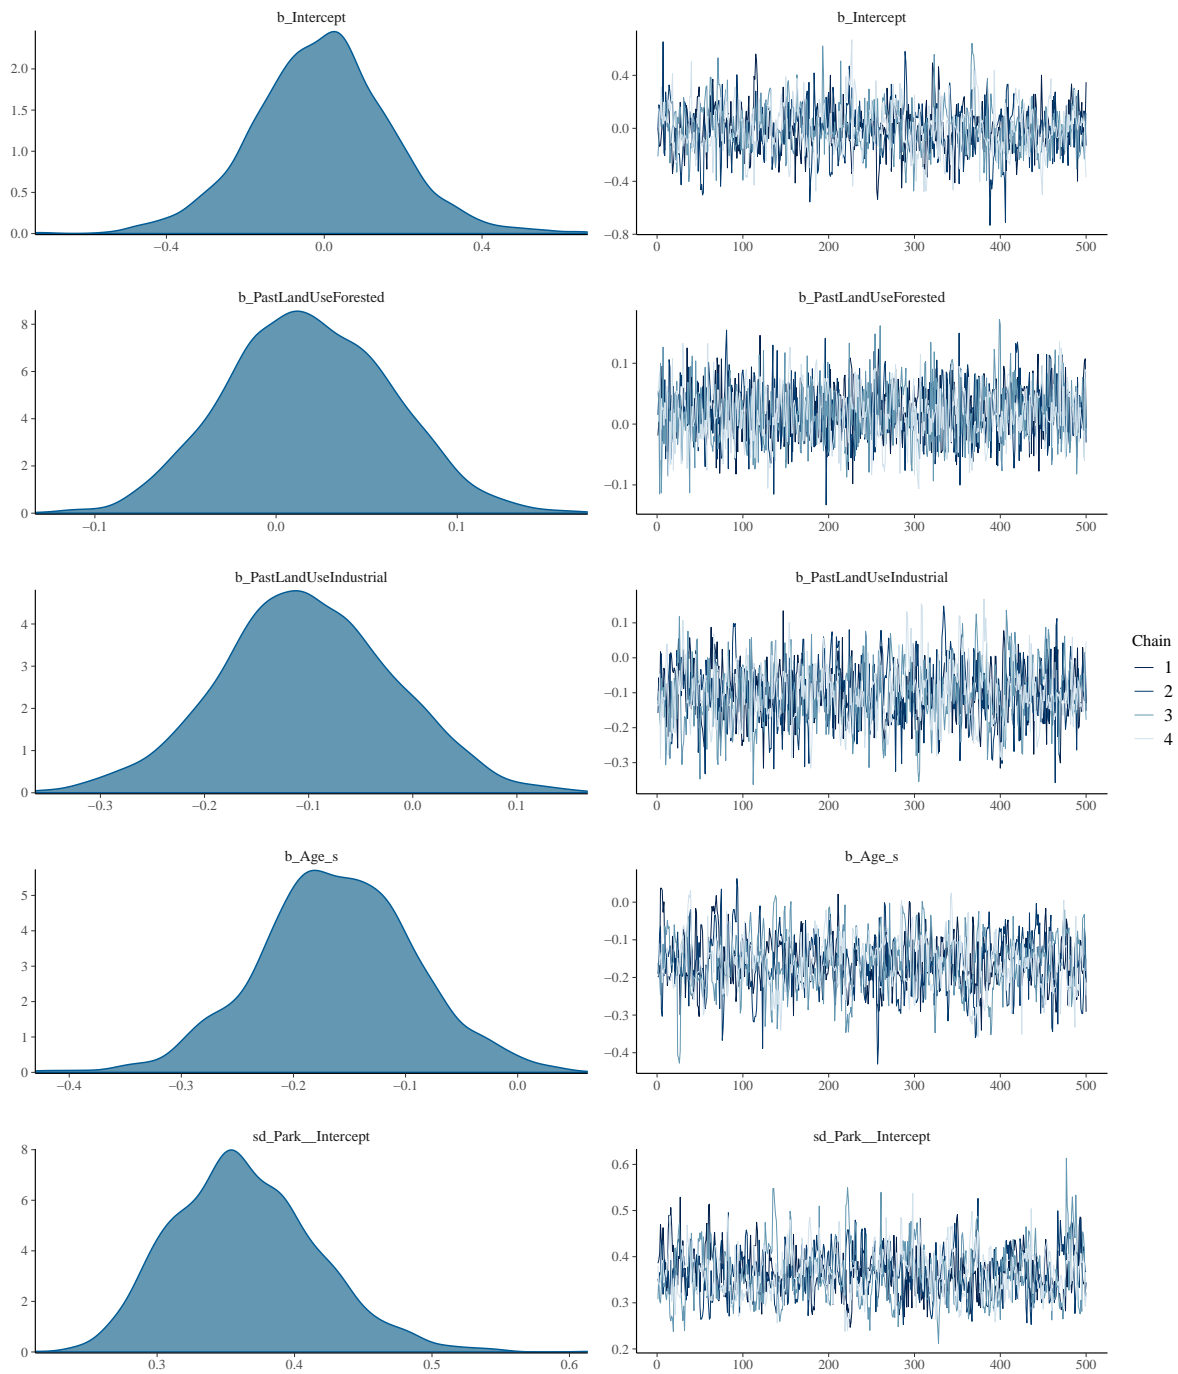 b_Intercept
b_Intercept
2.0
1.5
1.0
0.5
0.0
−0.4 0.0 0.4
0.4
0.0
−0.4
−0.8
0 100 200 300 400 500
b_PastLandUseForested
b_PastLandUseForested
8
6
4
2
0
−0.1 0.0 0.1
0.1
0.0
−0.1
0 100 200 300 400 500
b_PastLandUseIndustrial
b_PastLandUseIndustrial
4
3
2
1
0
−0.3 −0.2 −0.1 0.0 0.1
0.1
0.0
−0.1
−0.2
−0.3
0 100 200 300 400 500
Chain
1
2
3
4
b_Age_s
b_Age_s
5
4
3
2
1
0
−0.4 −0.3 −0.2 −0.1 0.0
0.0
−0.1
−0.2
−0.3
−0.4
0 100 200 300 400 500
sd_Park__Intercept
sd_Park__Intercept
8
6
4
2
0
0.3 0.4 0.5 0.6
0.6
0.5
0.4
0.3
0.2
0 100 200 300 400 500